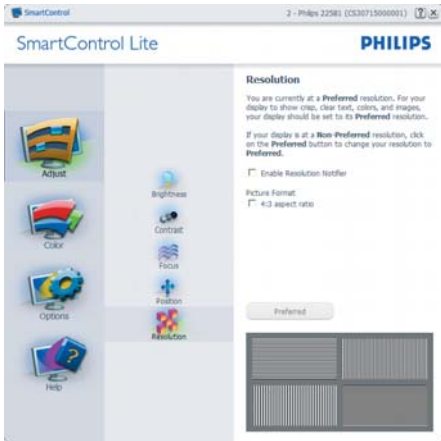 SmartControl
2 - Philips 225B1 (CS30715000001)
SmartControl Lite
PHILIPS
Adjust
Color
Options
Help
Brightness
Contrast
Focus
Position
Resolution
Resolution
You are currently at a Preferred resolution. For your
display to show crisp, clear text, colors, and images,
your display should be set to its Preferred resolution.
If your display is at a Non-Preferred resolution, click
on the Preferred button to change your resolution to
Preferred.
Enable Resolution Notifier
Picture Format
4:3 aspect ratio
Preferred